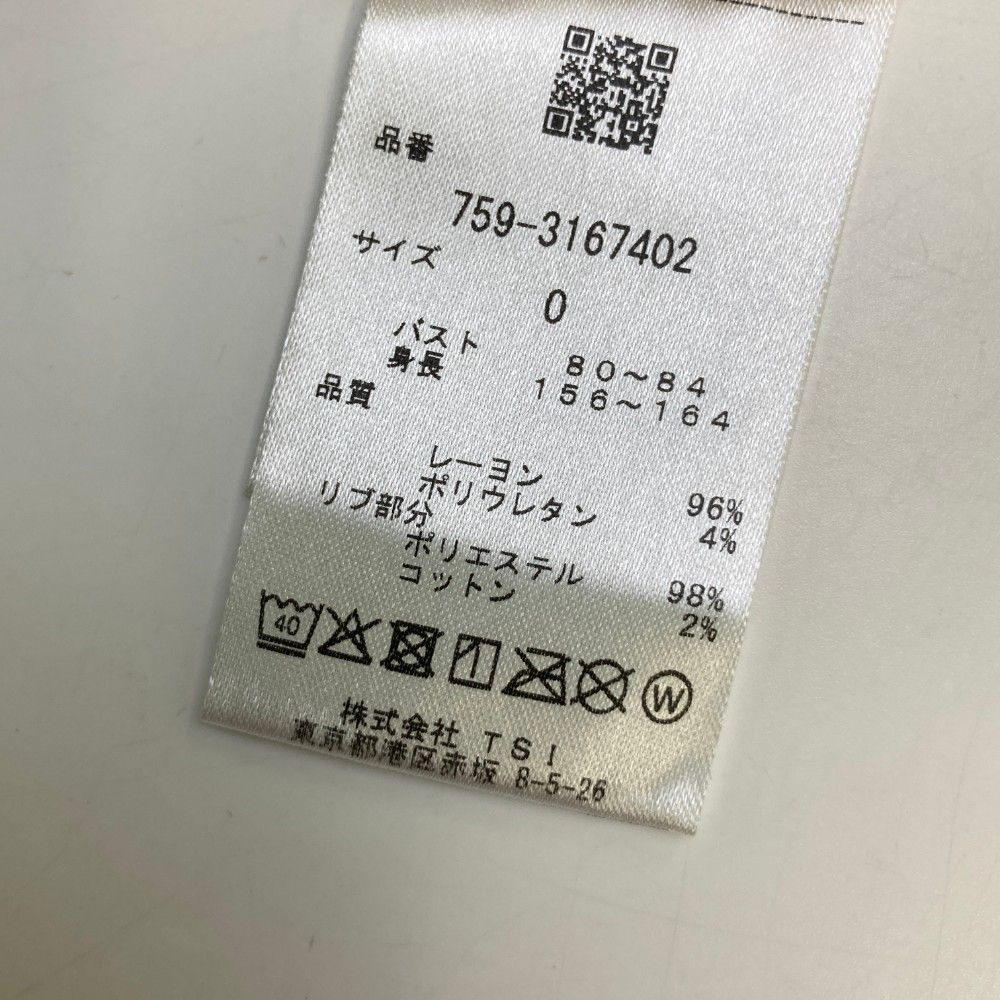 品番
759-3167402
サイズ
0
バスト 80～84
身長 156～164
品質
レーヨン 96%
ポリウレタン 4%
リブ部分
ポリエステル 98%
コットン 2%
40 W
株式会社 TSI
東京都港区赤坂 8-5-26